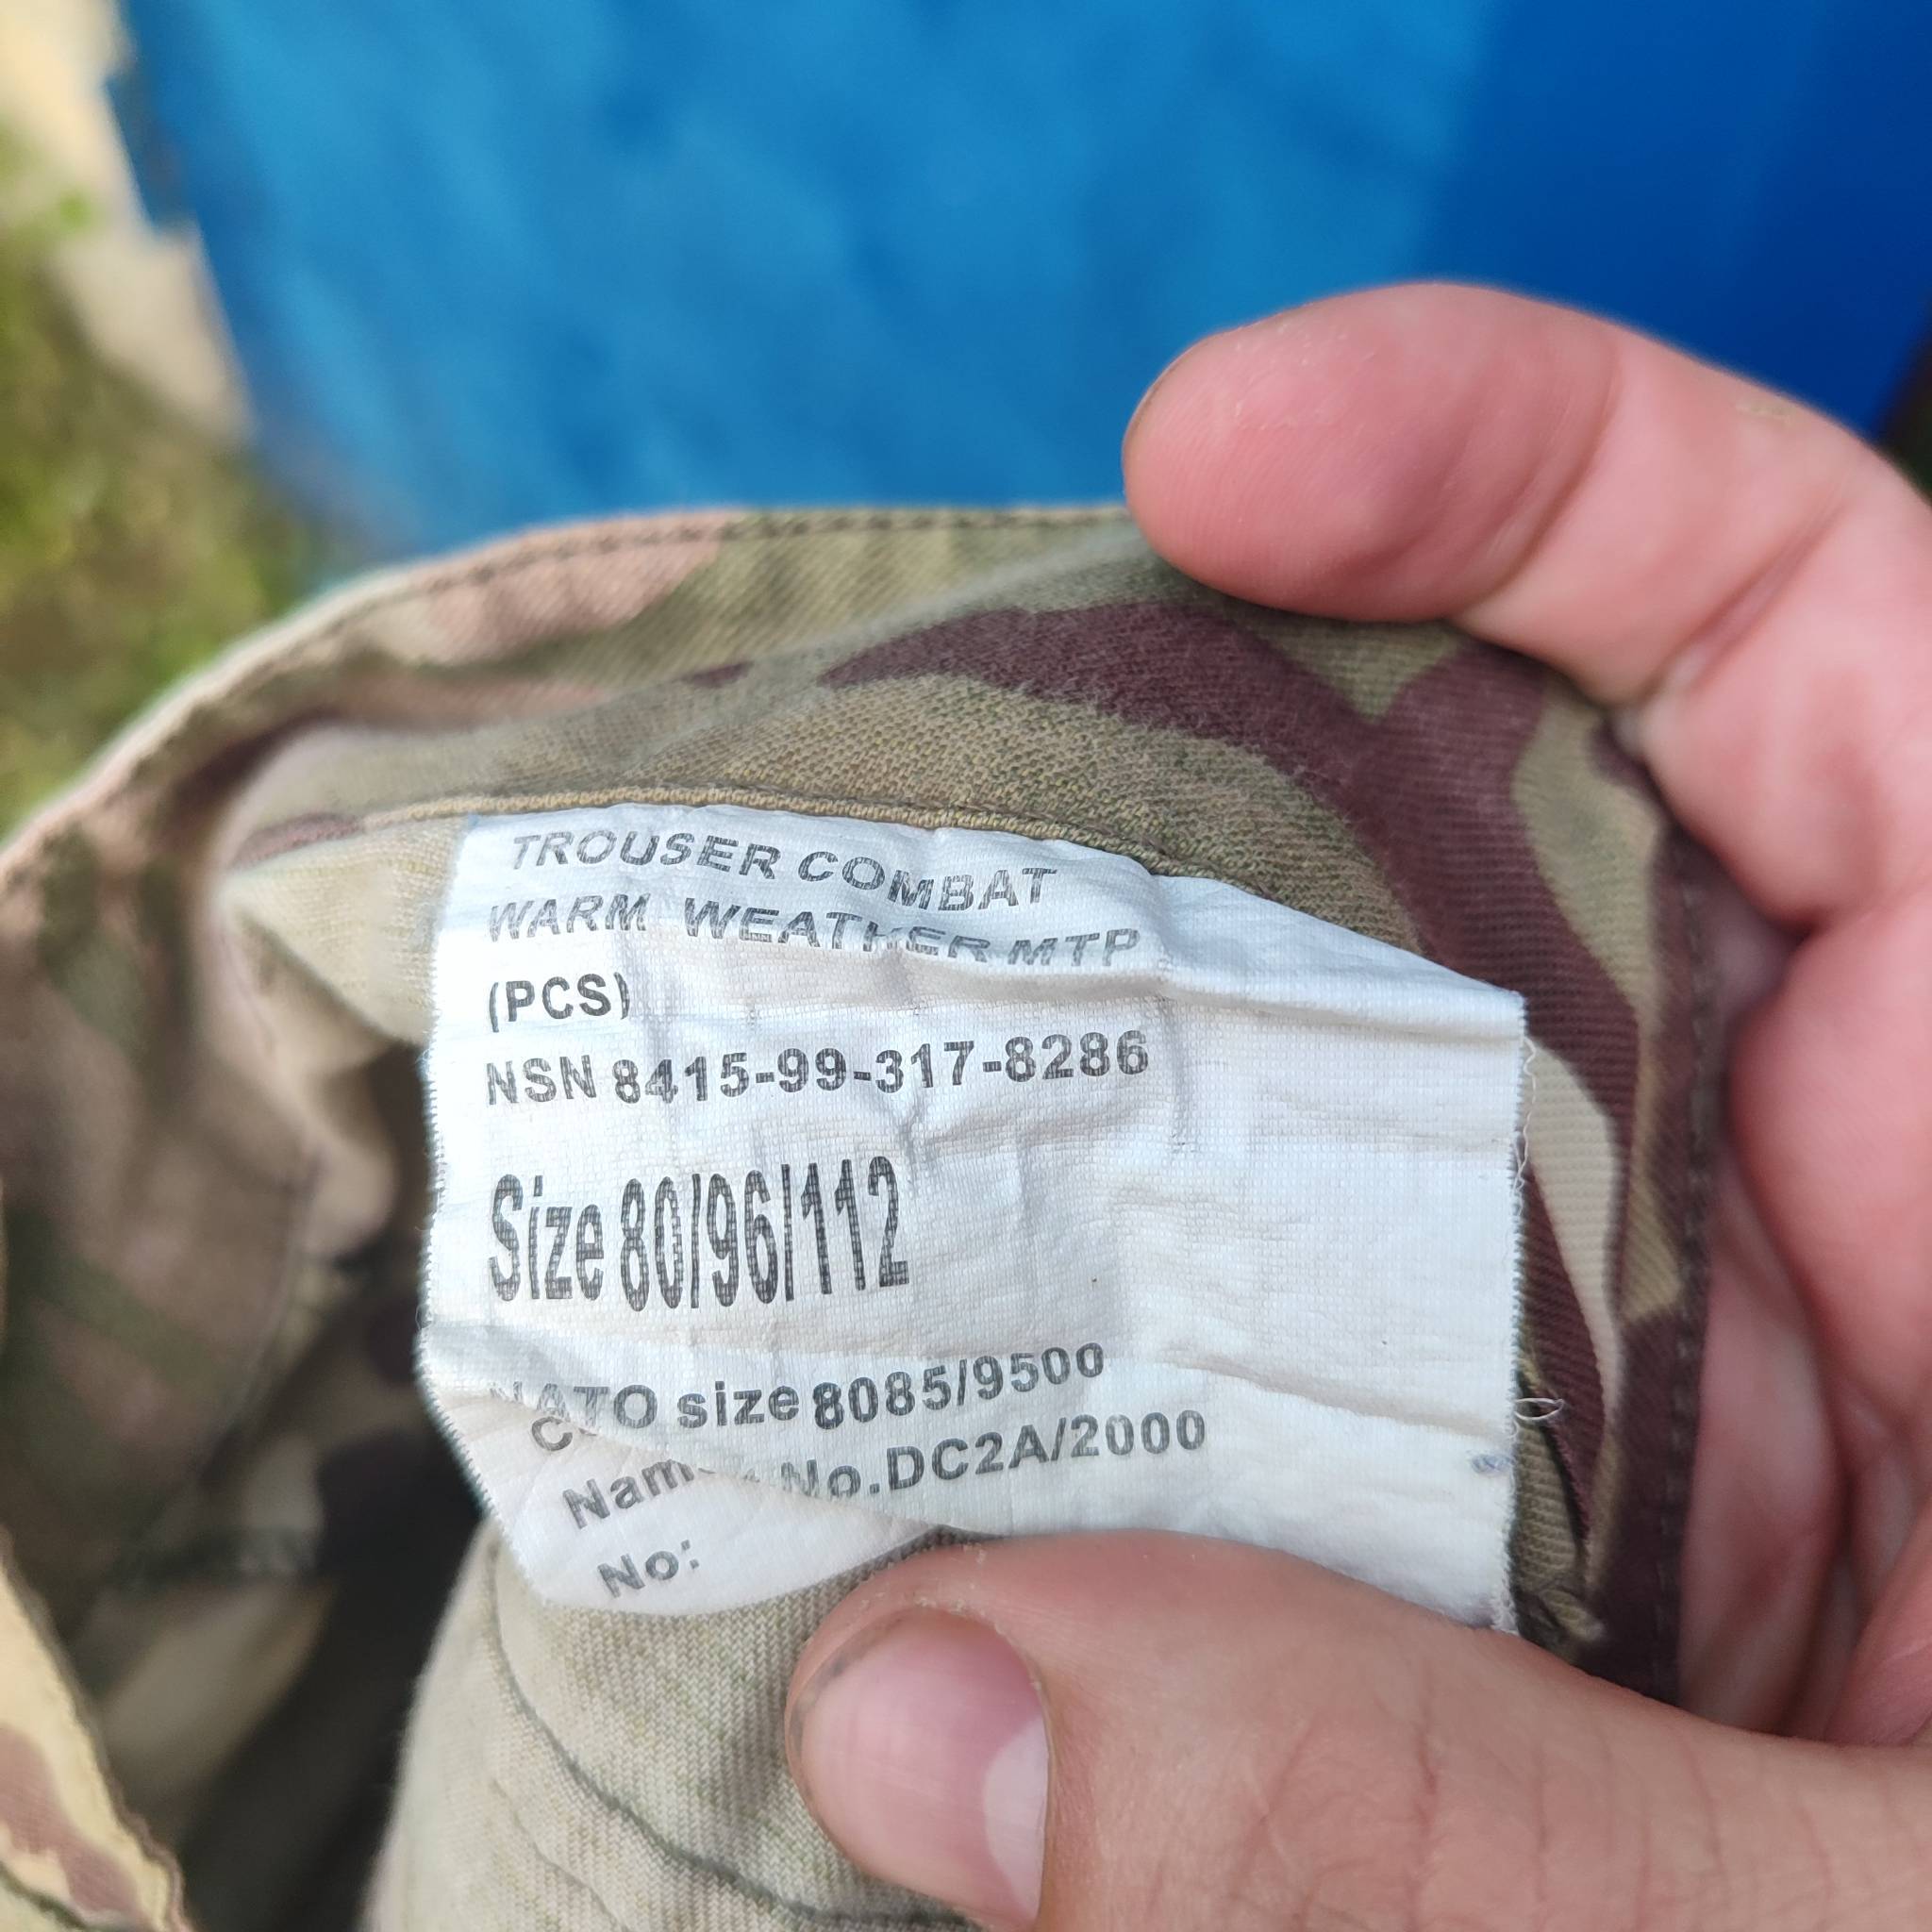 TROUSER COMBAT
WARM WEATHER MTP
(PCS)
NSN 8415-99-317-8286
Size 80/96/112
NATO size 8085/9500
No.DC2A/2000
No: